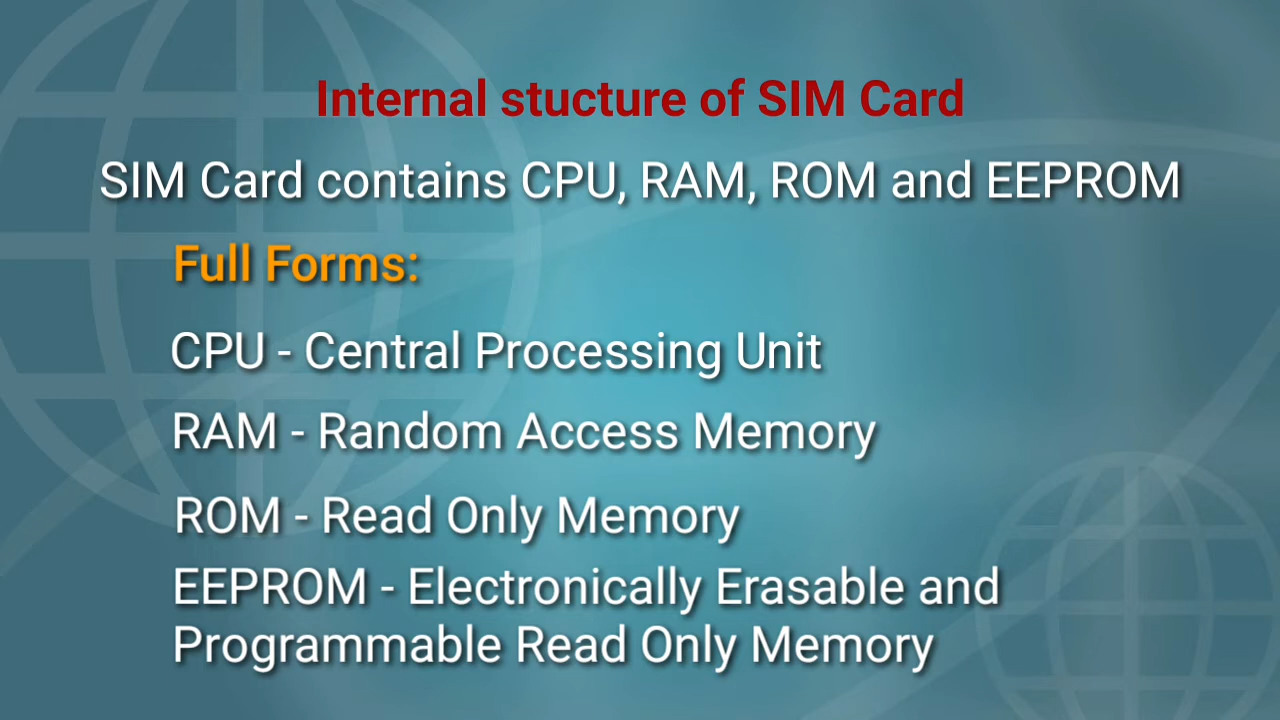 Internal stucture of SIM Card
SIM Card contains CPU, RAM, ROM and EEPROM
Full Forms:
CPU - Central Processing Unit
RAM - Random Access Memory
ROM - Read Only Memory
EEPROM - Electronically Erasable and
Programmable Read Only Memory